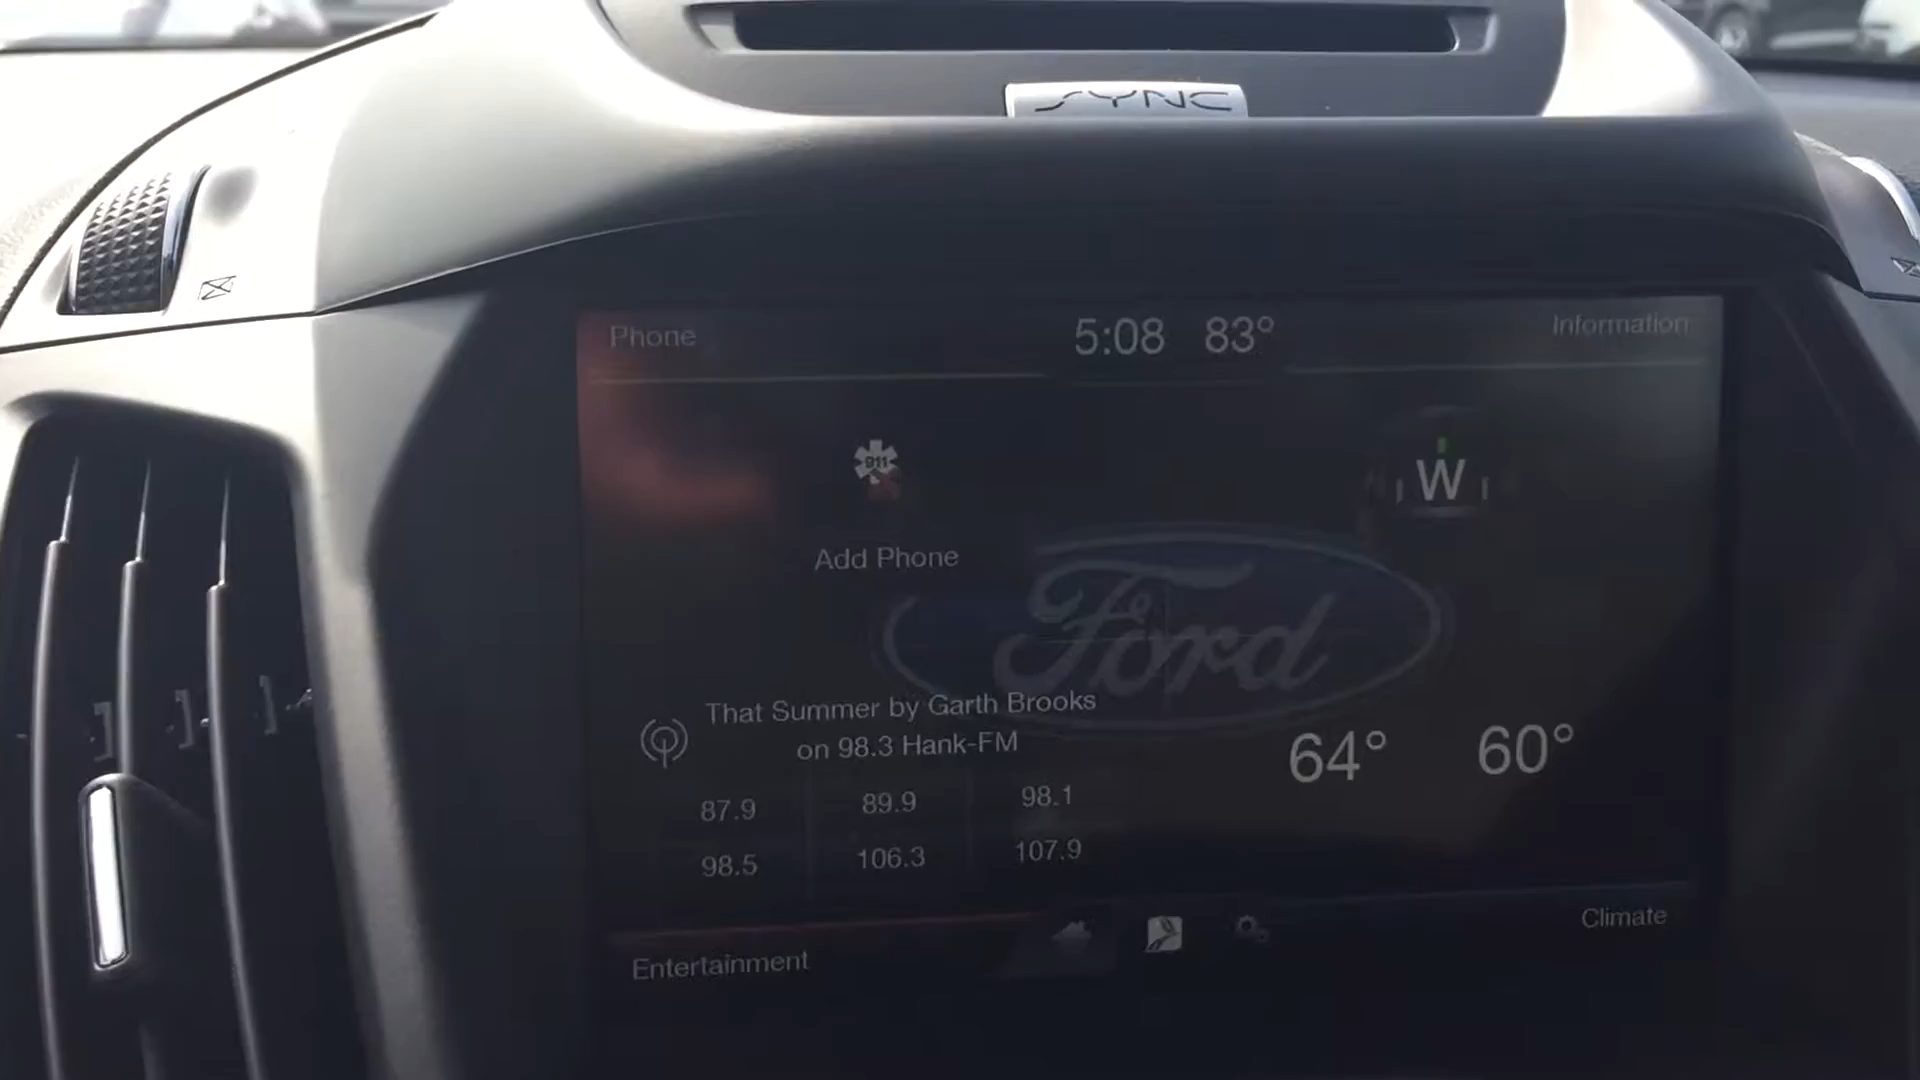 SYNC
Phone
5:08 83°
Information
911
W
Add Phone
Ford
That Summer by Garth Brooks
on 98.3 Hank-FM
64° 60°
87.9 89.9 98.1
98.5 106.3 107.9
Entertainment
Climate